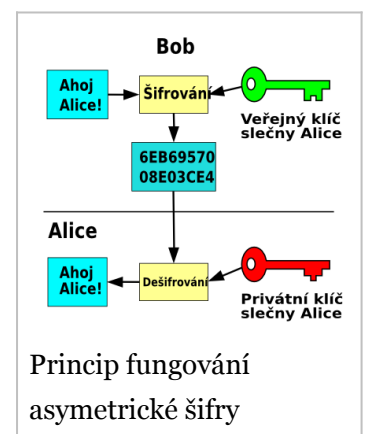 Bob
Ahoj
Alice!
Šifrování
Veřejný klíč
slečny Alice
6EB69570
08E03CE4
Alice
Ahoj
Alice!
Dešifrování
Privátní klíč
slečny Alice
Princip fungování
asymetrické šifry